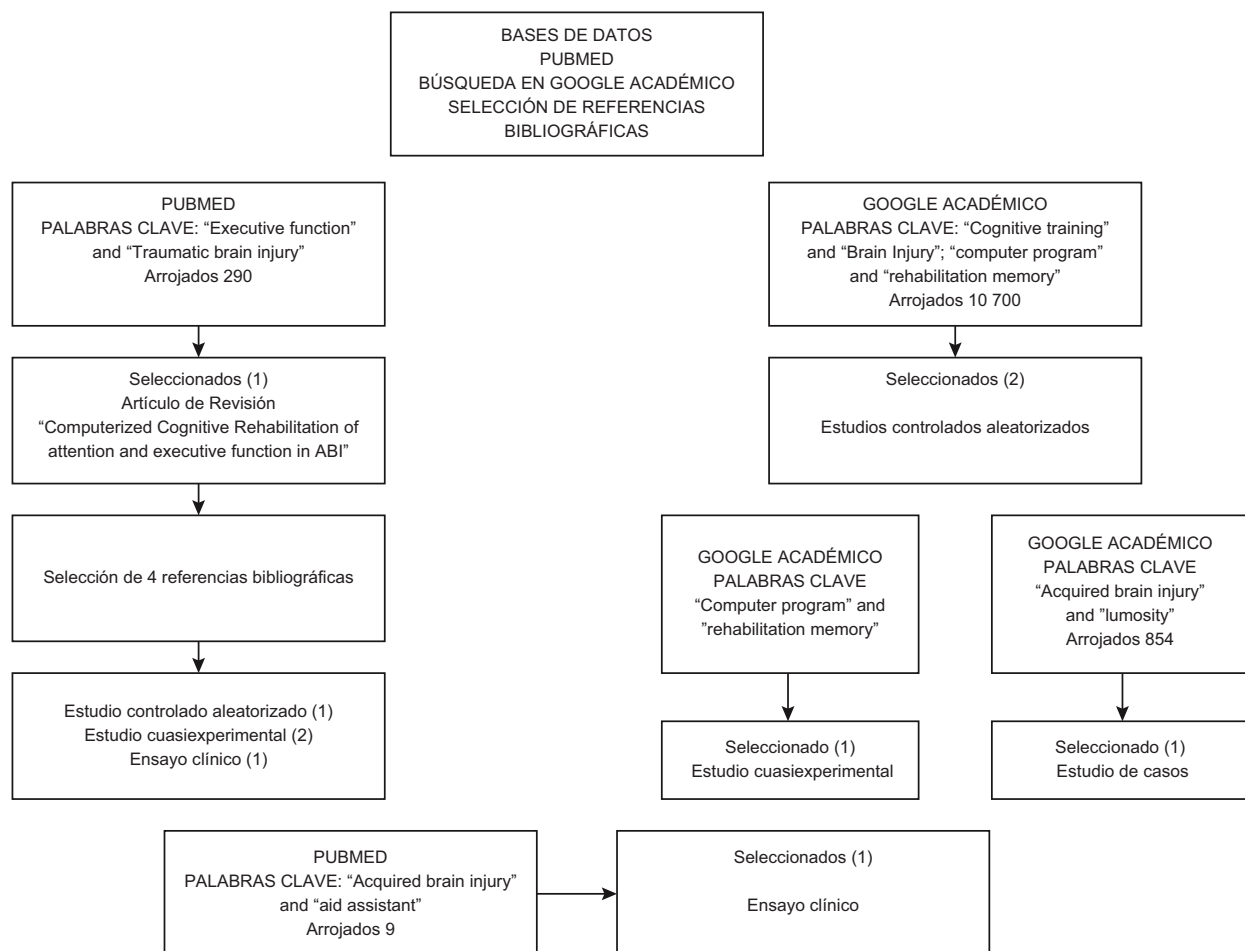 BASES DE DATOS
PUBMED
BÚSQUEDA EN GOOGLE ACADÉMICO
SELECCIÓN DE REFERENCIAS
BIBLIOGRÁFICAS
PUBMED
PALABRAS CLAVE: “Executive function”
and “Traumatic brain injury”
Arrojados 290
GOOGLE ACADÉMICO
PALABRAS CLAVE: “Cognitive training”
and “Brain Injury”; “computer program”
and “rehabilitation memory”
Arrojados 10 700
Seleccionados (1)
Artículo de Revisión
“Computerized Cognitive Rehabilitation of
attention and executive function in ABI”
Seleccionados (2)
Estudios controlados aleatorizados
Selección de 4 referencias bibliográficas
GOOGLE ACADÉMICO
PALABRAS CLAVE
“Computer program” and
”rehabilitation memory”
GOOGLE ACADÉMICO
PALABRAS CLAVE
“Acquired brain injury”
and ”lumosity”
Arrojados 854
Estudio controlado aleatorizado (1)
Estudio cuasiexperimental (2)
Ensayo clínico (1)
Seleccionado (1)
Estudio cuasiexperimental
Seleccionado (1)
Estudio de casos
PUBMED
PALABRAS CLAVE: “Acquired brain injury”
and “aid assistant”
Arrojados 9
Seleccionados (1)
Ensayo clínico